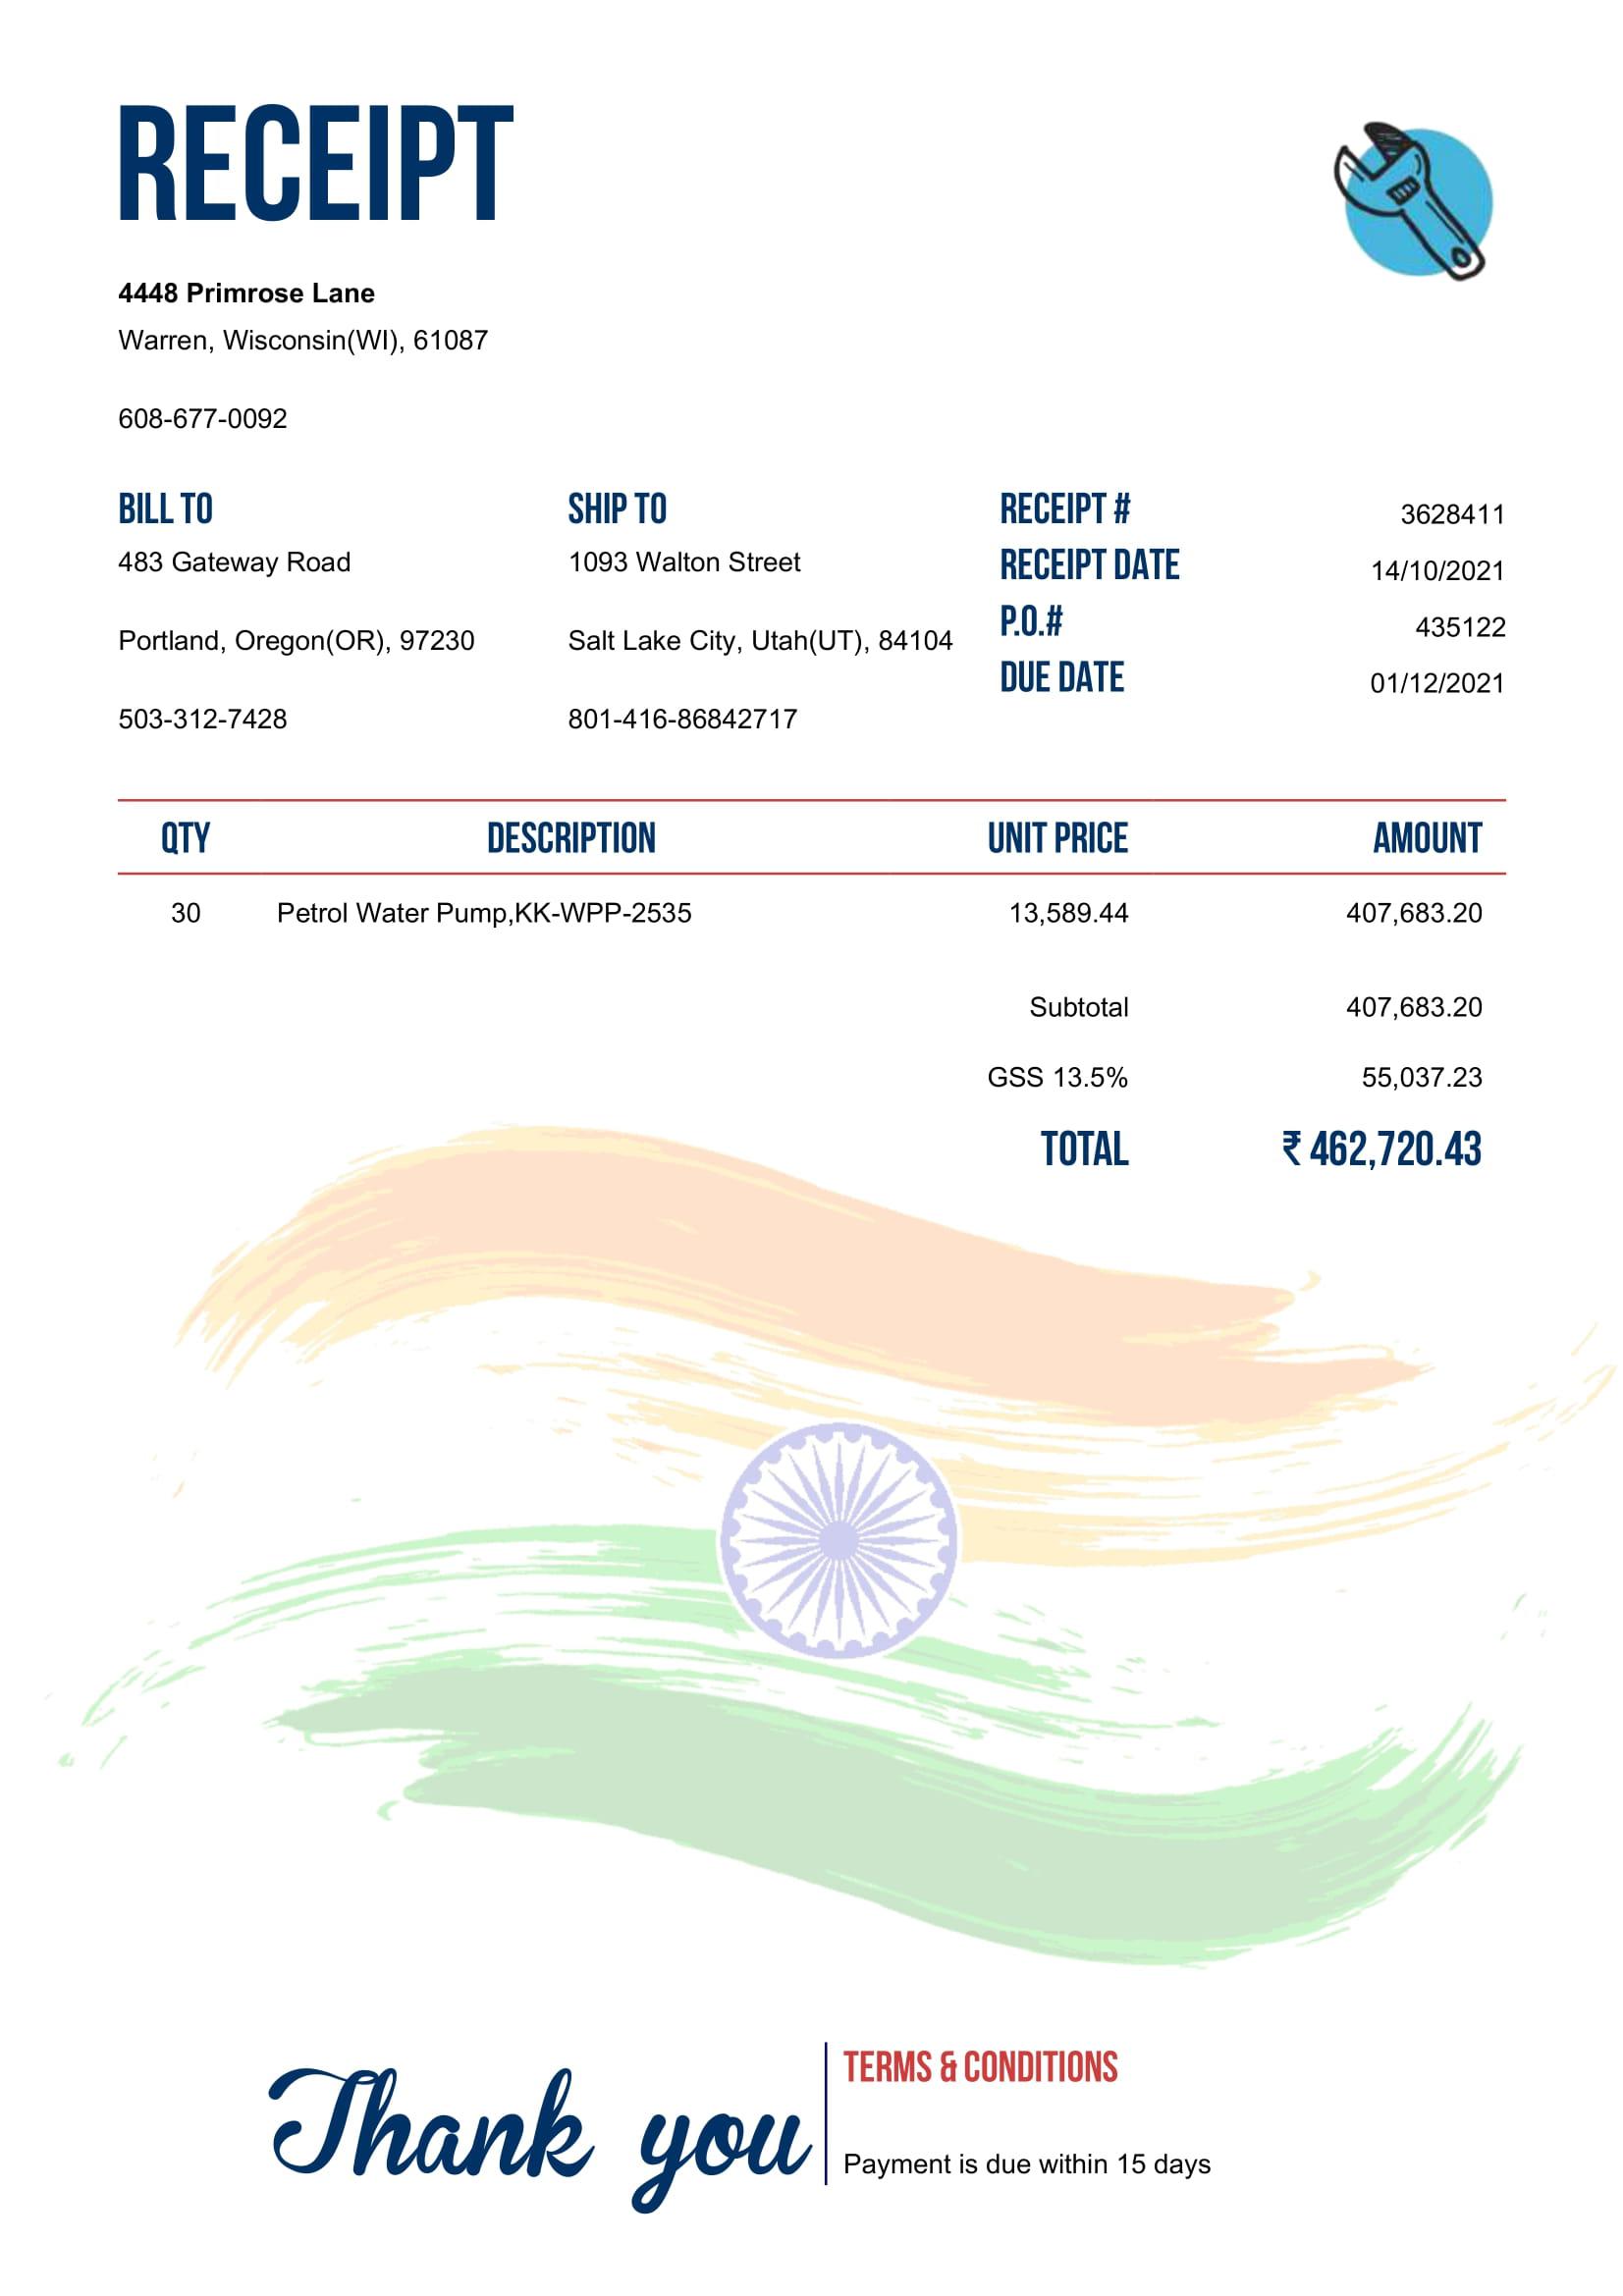 RECEIPT
4448 Primrose Lane
Warren, Wisconsin(WI), 61087
608-677-0092
BILL TO
483 Gateway Road
Portland, Oregon(OR), 97230
503-312-7428
SHIP TO
1093 Walton Street
Salt Lake City, Utah(UT), 84104
801-416-86842717
RECEIPT # 3628411
RECEIPT DATE 14/10/2021
P.O.# 435122
DUE DATE 01/12/2021
QTY DESCRIPTION UNIT PRICE AMOUNT
30 Petrol Water Pump,KK-WPP-2535 13,589.44 407,683.20
Subtotal 407,683.20
GSS 13.5% 55,037.23
TOTAL ₹ 462,720.43
Thank you
TERMS & CONDITIONS
Payment is due within 15 days